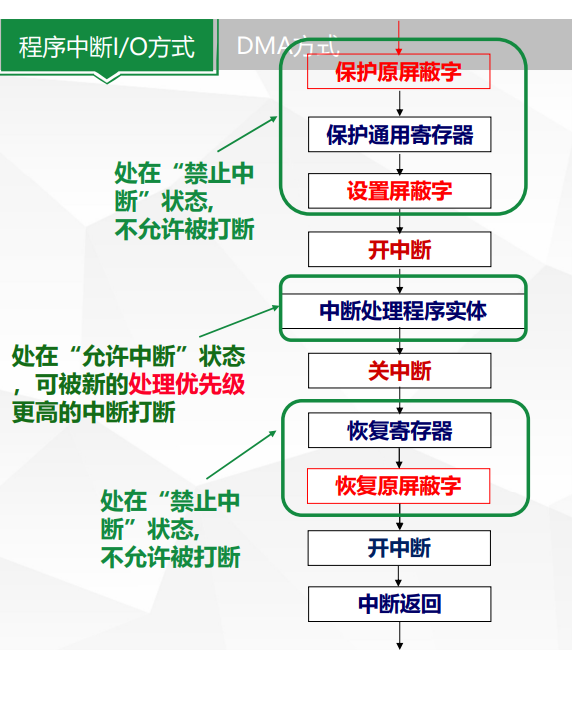 程序中断I/O方式
DMA方式
保护原屏蔽字
保护通用寄存器
设置屏蔽字
处在“禁止中
断”状态,
不允许被打断
开中断
中断处理程序实体
处在“允许中断”状态
，可被新的处理优先级
更高的中断打断
关中断
恢复寄存器
恢复原屏蔽字
处在“禁止中
断”状态,
不允许被打断
开中断
中断返回